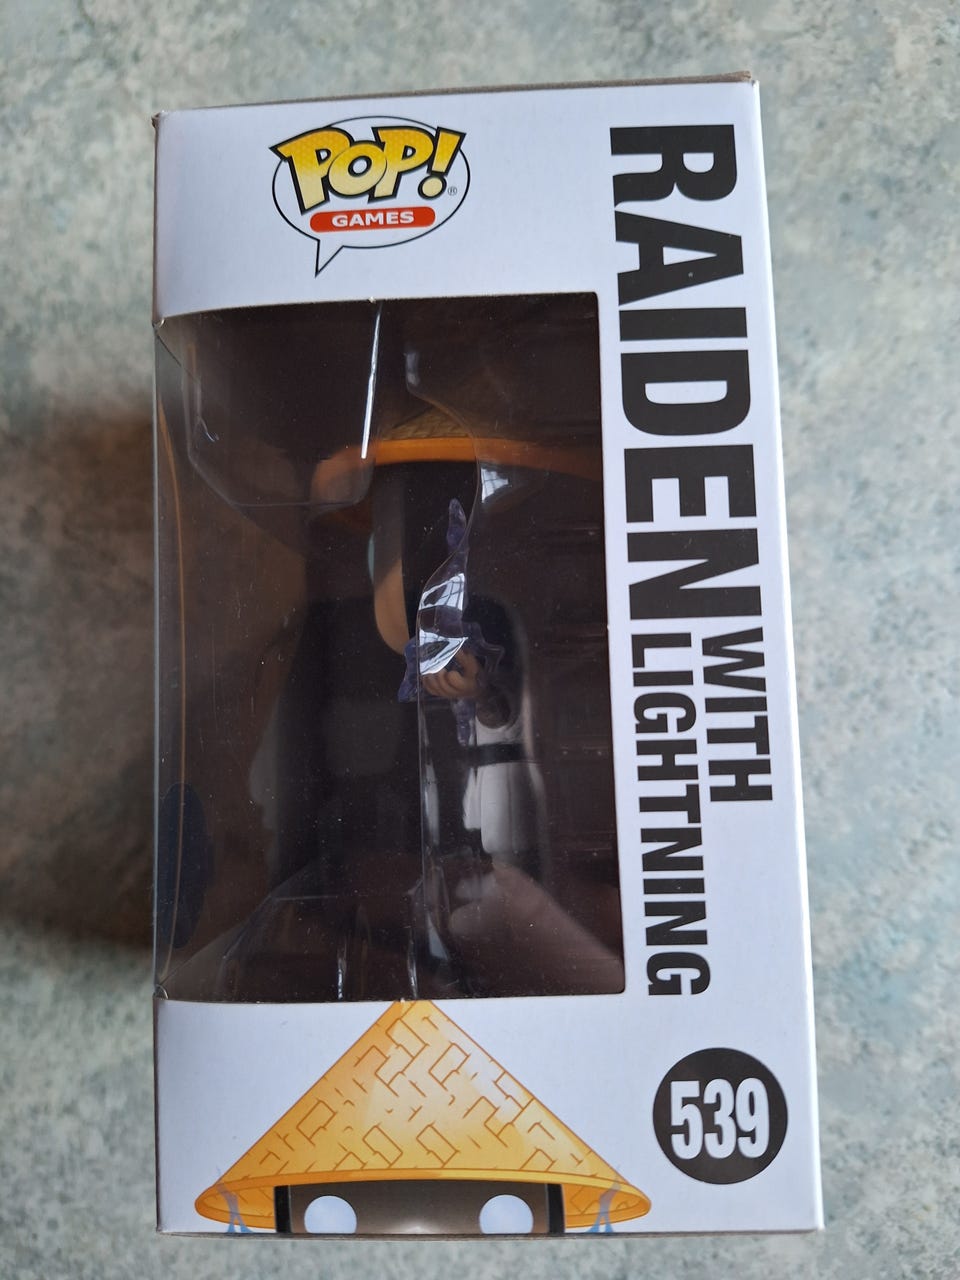 POP!
®
GAMES
RAIDEN WITH
LIGHTNING
539